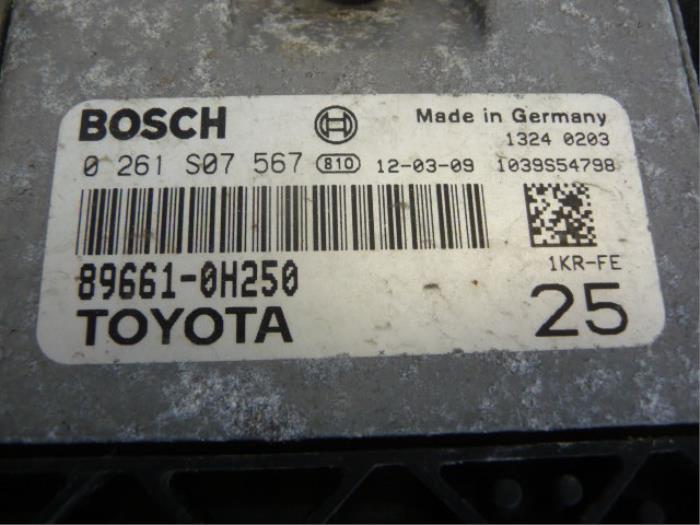 BOSCH Made in Germany
1324 0203
0 261 S07 567 810 12-03-09 1039S54798
89661-0H250 1KR-FE
TOYOTA 25